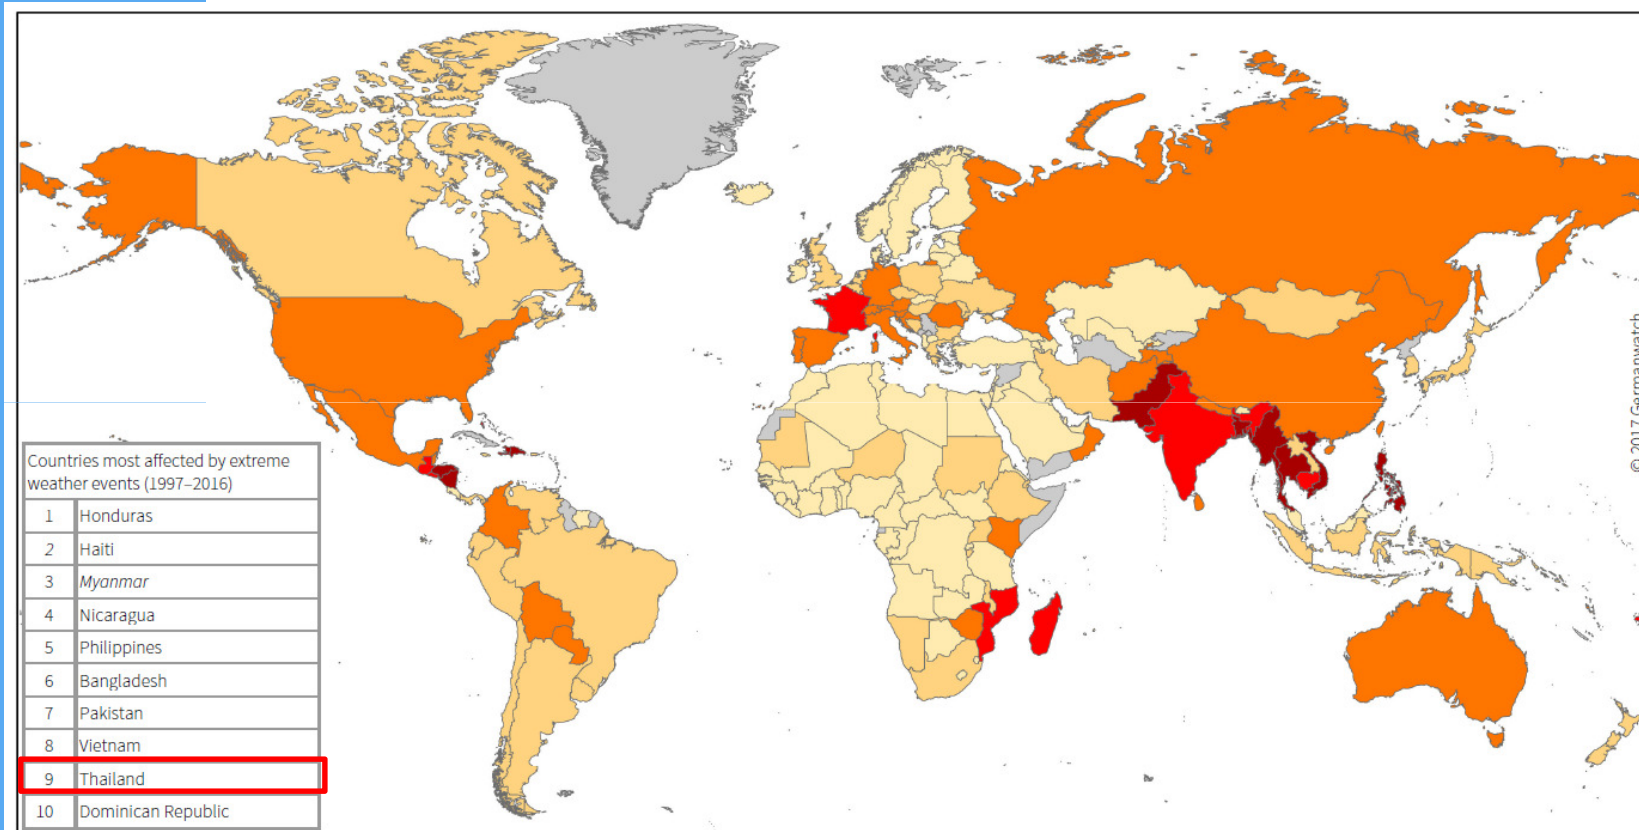 Countries most affected by extreme
weather events (1997–2016)
1 Honduras
2 Haiti
3 Myanmar
4 Nicaragua
5 Philippines
6 Bangladesh
7 Pakistan
8 Vietnam
9 Thailand
10 Dominican Republic
© 2017 Germanwatch